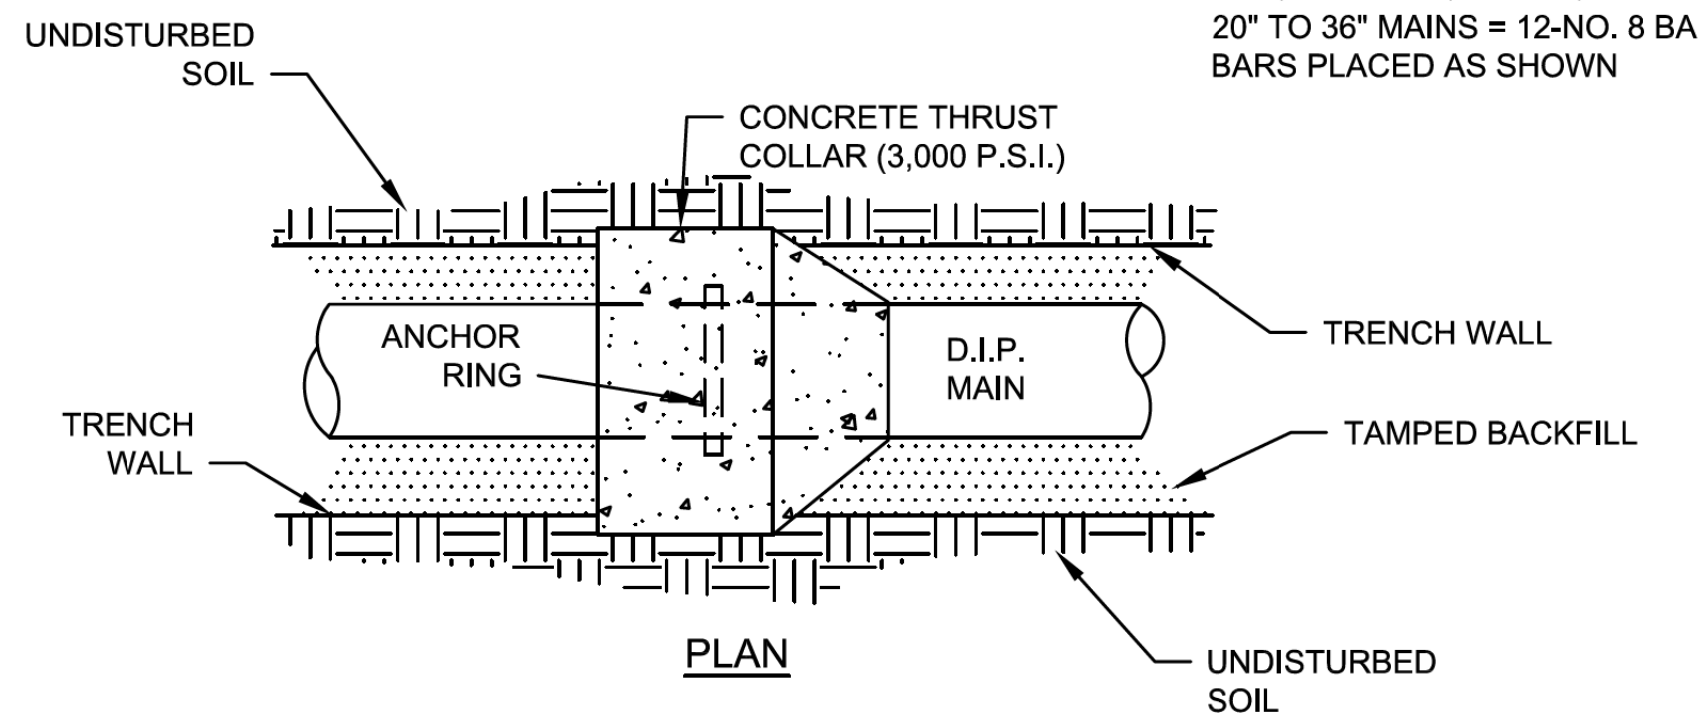 20" TO 36" MAINS = 12-NO. 8 BA
BARS PLACED AS SHOWN
UNDISTURBED
SOIL
CONCRETE THRUST
COLLAR (3,000 P.S.I.)
ANCHOR
RING
D.I.P.
MAIN
TRENCH WALL
TRENCH
WALL
TAMPED BACKFILL
PLAN
UNDISTURBED
SOIL